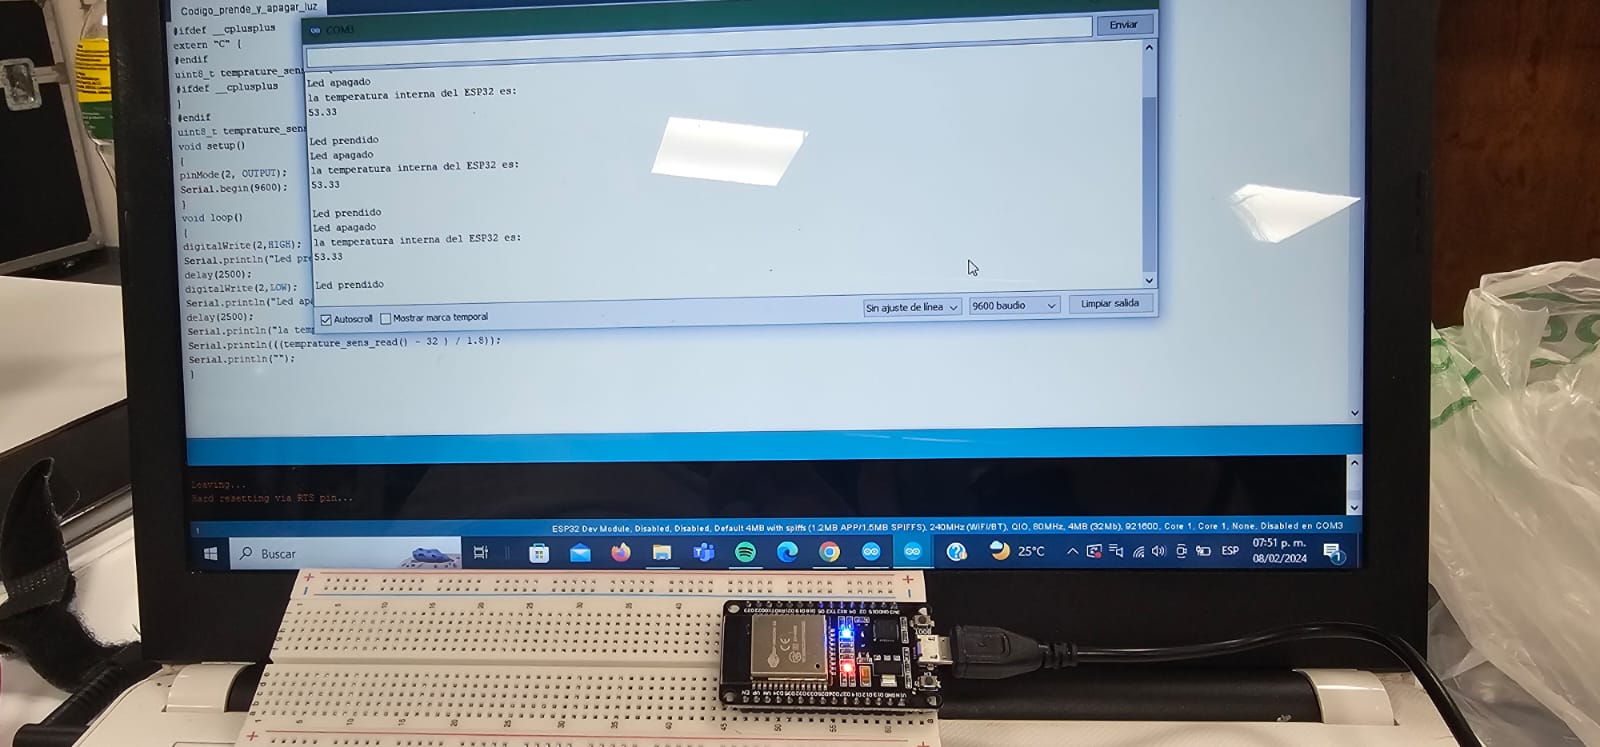 Codigo_prende_y_apagar_luz
#ifdef __cplusplus
extern "C" {
#endif
uint8_t temprature_sens
#ifdef __cplusplus
}
#endif
uint8_t temprature_sens
void setup()
{
pinMode(2, OUTPUT);
Serial.begin(9600);
}
void loop()
{
digitalWrite(2,HIGH);
Serial.println("Led pr
delay(2500);
digitalWrite(2,LOW);
Serial.println("Led apa
delay(2500);
Serial.println("la tem
Serial.println(((temprature_sens_read() - 32 ) / 1.8));
Serial.println("");
}
COM3
Enviar
Led apagado
la temperatura interna del ESP32 es:
53.33
Led prendido
Led apagado
la temperatura interna del ESP32 es:
53.33
Led prendido
Led apagado
la temperatura interna del ESP32 es:
53.33
Led prendido
Autoscroll Mostrar marca temporal Sin ajuste de línea 9600 baudio Limpiar salida
Leaving...
Hard resetting via RTS pin...
1 ESP32 Dev Module, Disabled, Disabled, Default 4MB with spiffs (1.2MB APP/1.5MB SPIFFS), 240MHz (WiFi/BT), QIO, 80MHz, 4MB (32Mb), 921600, Core 1, Core 1, None, Disabled en COM3
Buscar 25°C ESP 07:51 p. m.
08/02/2024